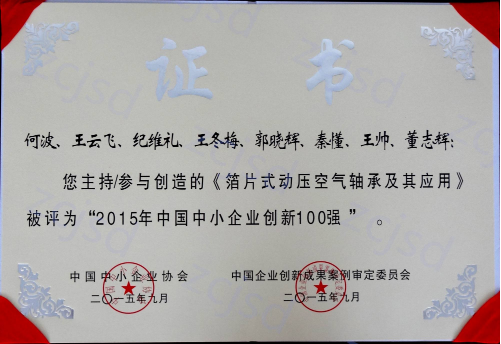 证书
何波、王云飞、纪维礼、王冬梅、郭晓辉、秦懂、王帅、董志辉：
您主持/参与创造的《箔片式动压空气轴承及其应用》
被评为“2015年中国中小企业创新100强”。
中国中小企业协会 中国企业创新成果案例审定委员会
二〇一五年九月 二〇一五年九月